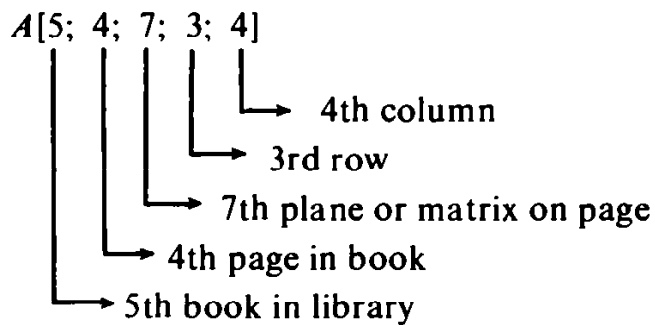 A[5; 4; 7; 3; 4]
4th column
3rd row
7th plane or matrix on page
4th page in book
5th book in library